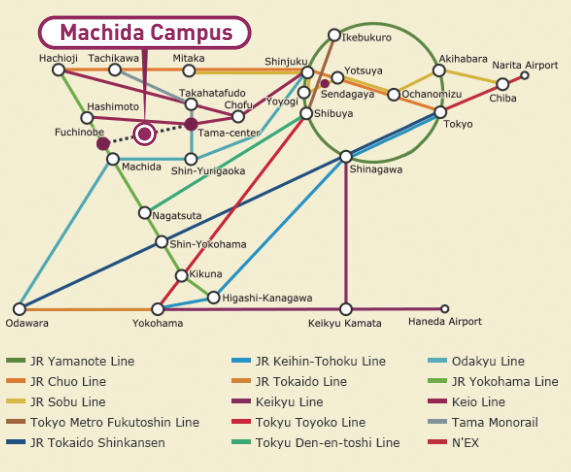 Machida Campus
Ikebukuro
Hachioji
Tachikawa
Mitaka
Shinjuku
Yotsuya
Akihabara
Narita Airport
Takahatafudo
Yoyogi
Sendagaya
Ochanomizu
Chiba
Hashimoto
Chofu
Shibuya
Tokyo
Fuchinobe
Tama-center
Machida
Shin-Yurigaoka
Shinagawa
Nagatsuta
Shin-Yokohama
Kikuna
Higashi-Kanagawa
Odawara
Yokohama
Keikyu Kamata
Haneda Airport
JR Yamanote Line
JR Chuo Line
JR Sobu Line
Tokyo Metro Fukutoshin Line
JR Tokaido Shinkansen
JR Keihin-Tohoku Line
JR Tokaido Line
Keikyu Line
Tokyu Toyoko Line
Tokyu Den-en-toshi Line
Odakyu Line
JR Yokohama Line
Keio Line
Tama Monorail
N'EX